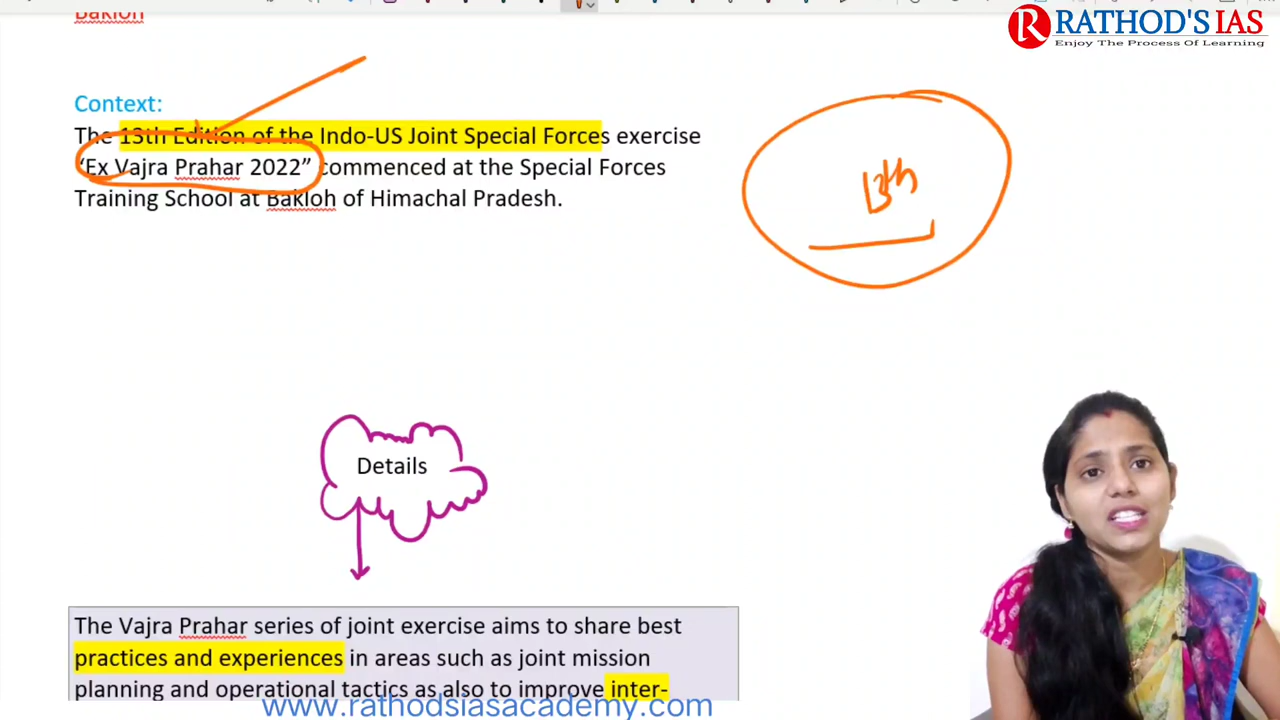 Bakloh
RATHOD'S IAS
Enjoy The Process Of Learning
Context:
The 13th Edition of the Indo-US Joint Special Forces exercise
‘Ex Vajra Prahar 2022” commenced at the Special Forces
Training School at Bakloh of Himachal Pradesh.
13th
Details
The Vajra Prahar series of joint exercise aims to share best
practices and experiences in areas such as joint mission
planning and operational tactics as also to improve inter-
www.rathodsiasacademy.com